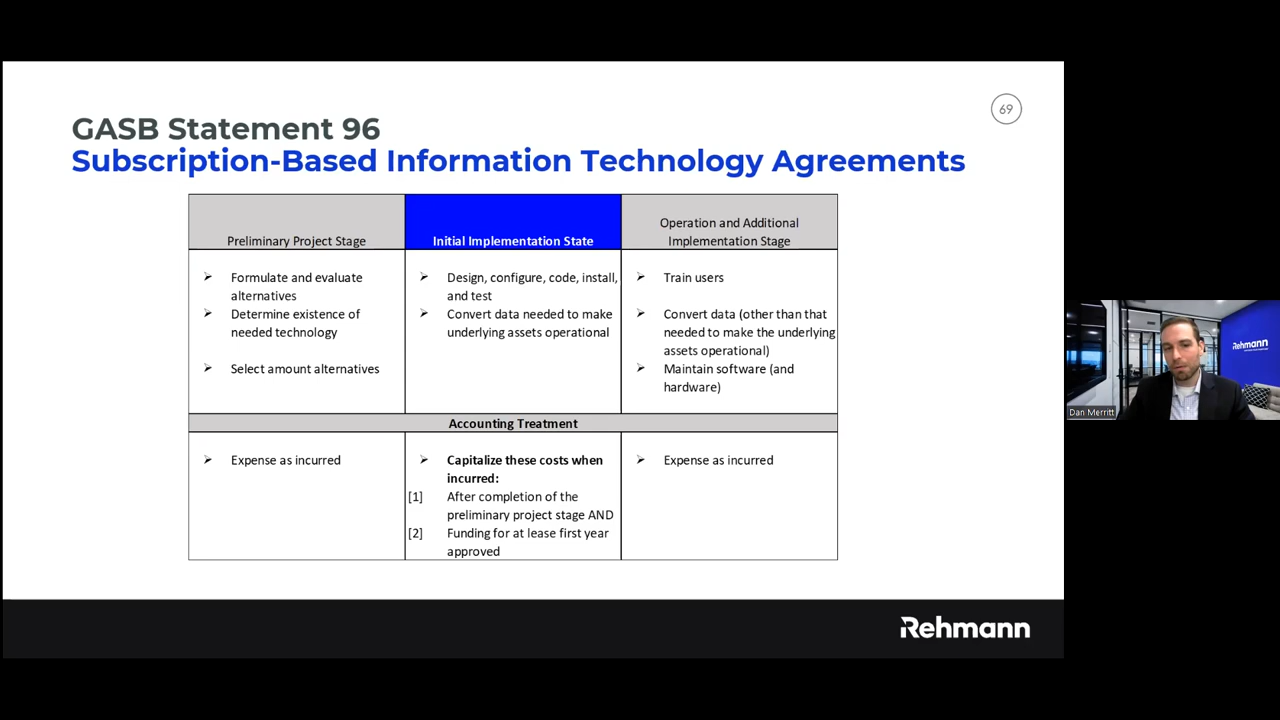 69
GASB Statement 96
Subscription-Based Information Technology Agreements
Preliminary Project Stage
Initial Implementation State
Operation and Additional
Implementation Stage
➢ Formulate and evaluate
alternatives
➢ Determine existence of
needed technology
➢ Select amount alternatives
➢ Design, configure, code, install,
and test
➢ Convert data needed to make
underlying assets operational
➢ Train users
➢ Convert data (other than that
needed to make the underlying
assets operational)
➢ Maintain software (and
hardware)
Accounting Treatment
➢ Expense as incurred
➢ Capitalize these costs when
incurred:
[1] After completion of the
preliminary project stage AND
[2] Funding for at lease first year
approved
➢ Expense as incurred
Rehmann
Rehmann
Dan Merritt